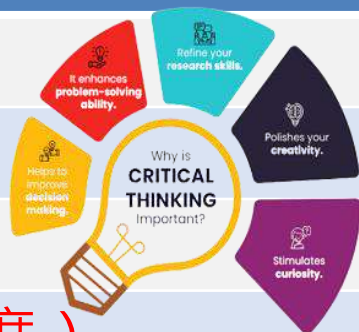 Why is
CRITICAL
THINKING
Important?
Helps to
improve
decision
making.
It enhances
problem-solving
ability.
Refine your
research skills.
Polishes your
creativity.
Stimulates
curiosity.
)